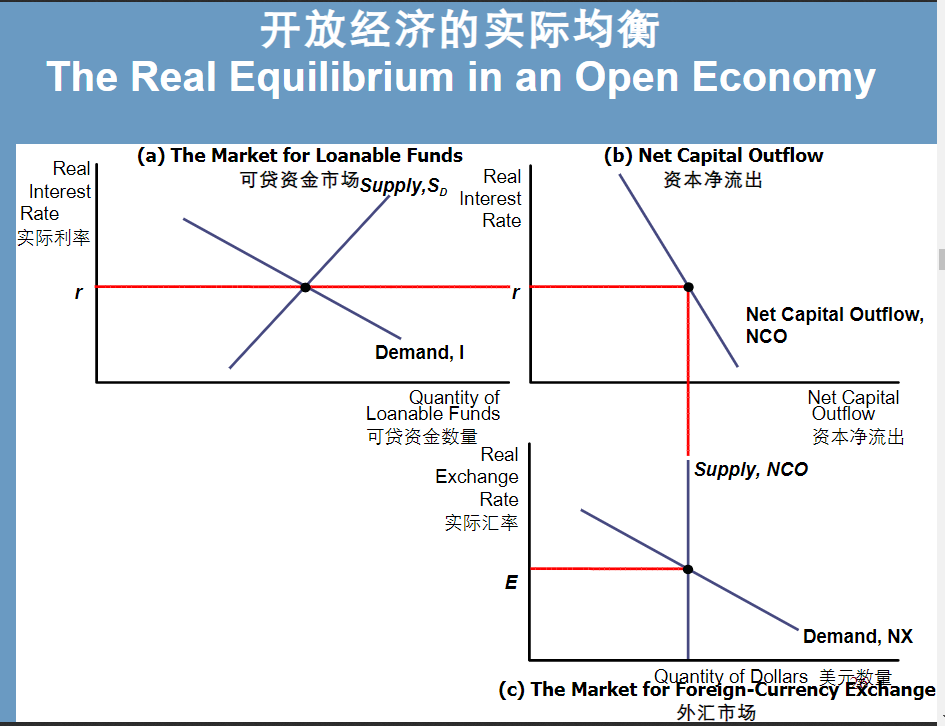 开放经济的实际均衡
The Real Equilibrium in an Open Economy
(a) The Market for Loanable Funds
可贷资金市场
Real
Interest
Rate
实际利率
Supply,SD
r
Demand, I
Quantity of
Loanable Funds
可贷资金数量
(b) Net Capital Outflow
资本净流出
Real
Interest
Rate
r
Net Capital Outflow,
NCO
Net Capital
Outflow
资本净流出
Real
Exchange
Rate
实际汇率
Supply, NCO
E
Demand, NX
Quantity of Dollars 美元数量
(c) The Market for Foreign-Currency Exchange
外汇市场